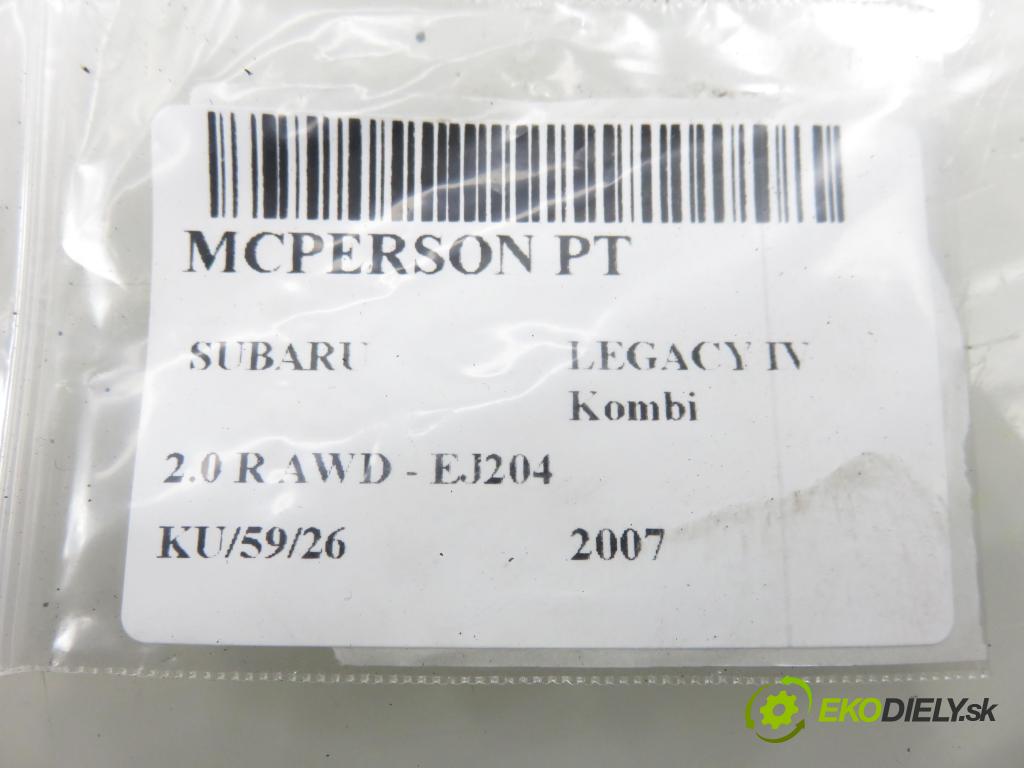 MCPERSON PT
SUBARU LEGACY IV
Kombi
2.0 R AWD - EJ204
KU/59/26 2007
EKODIELY.sk